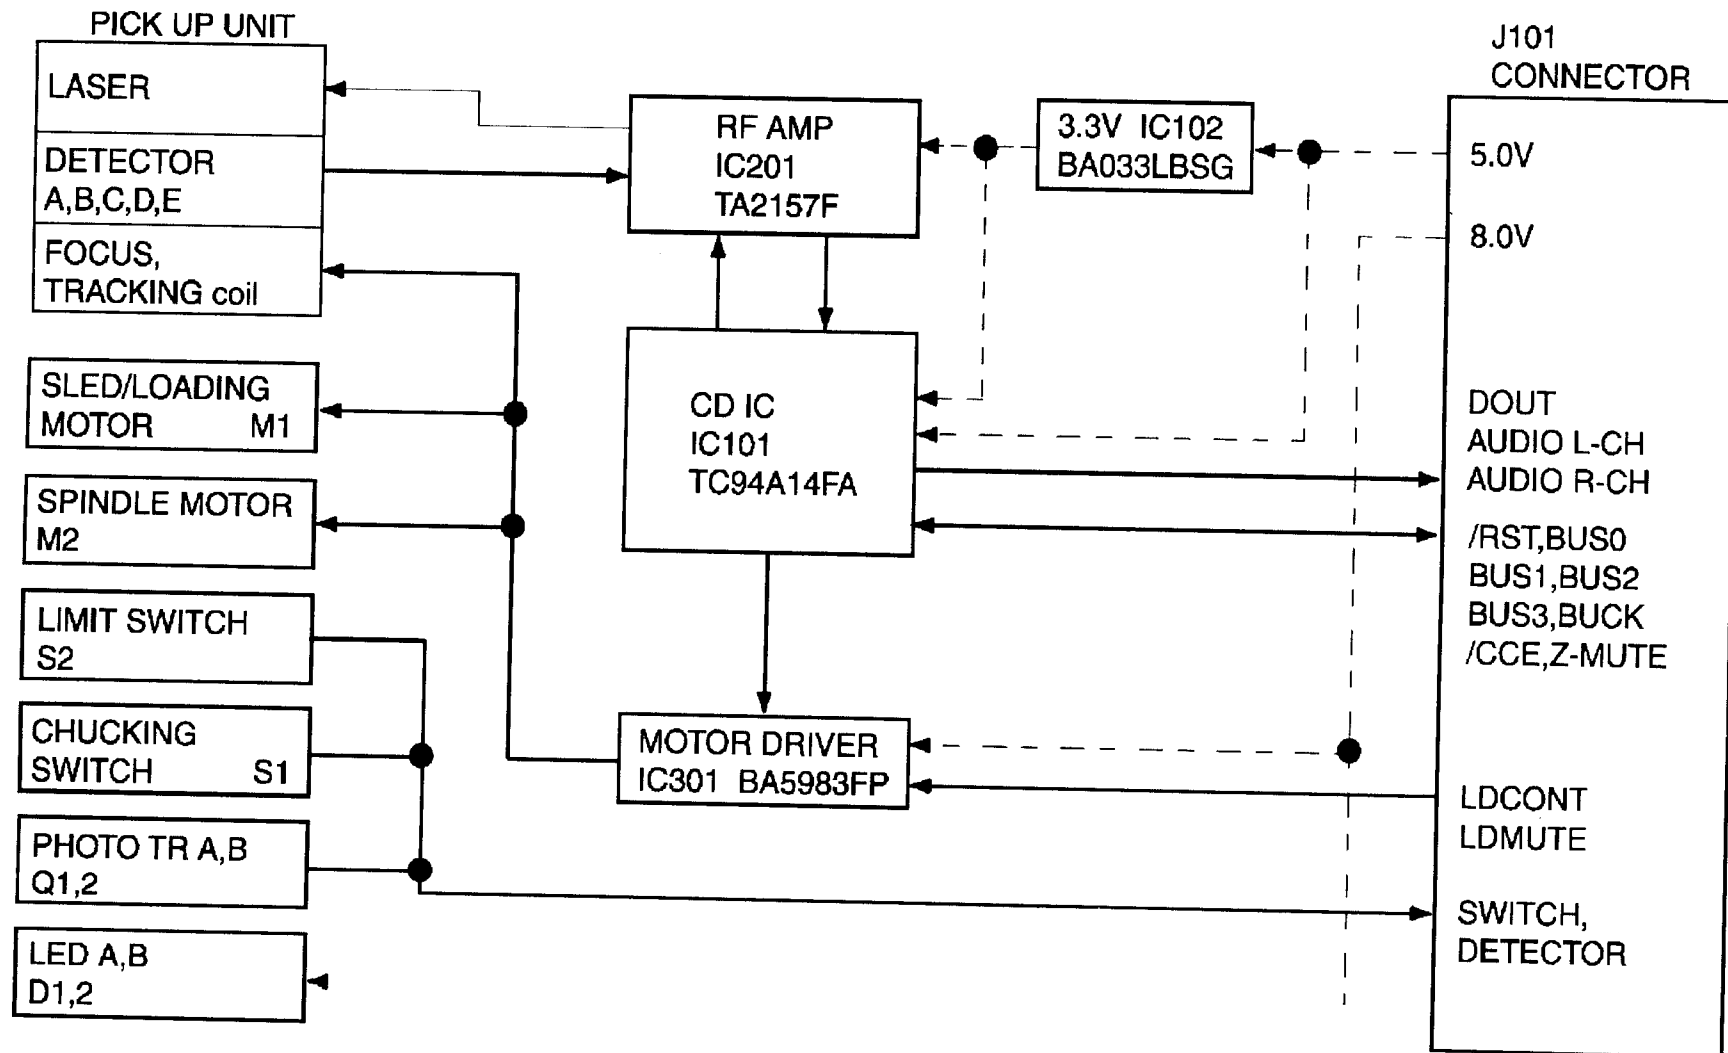 PICK UP UNIT
LASER
DETECTOR
A,B,C,D,E
FOCUS,
TRACKING coil
SLED/LOADING
MOTOR M1
SPINDLE MOTOR
M2
LIMIT SWITCH
S2
CHUCKING
SWITCH S1
PHOTO TR A,B
Q1,2
LED A,B
D1,2
RF AMP
IC201
TA2157F
CD IC
IC101
TC94A14FA
MOTOR DRIVER
IC301 BA5983FP
3.3V IC102
BA033LBSG
J101
CONNECTOR
5.0V
8.0V
DOUT
AUDIO L-CH
AUDIO R-CH
/RST,BUS0
BUS1,BUS2
BUS3,BUCK
/CCE,Z-MUTE
LDCONT
LDMUTE
SWITCH,
DETECTOR